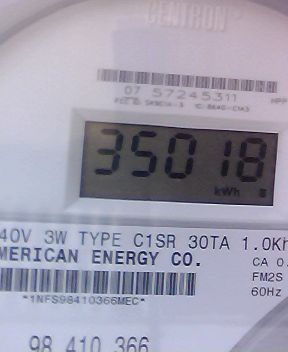 CENTRON
07 57245311
35018
kWh
40V 3W TYPE C1SR 30TA 1.0Kh
MERICAN ENERGY CO.
CA 0.
FM2S
60Hz
*1NFS98410366MEC*
98 410 366